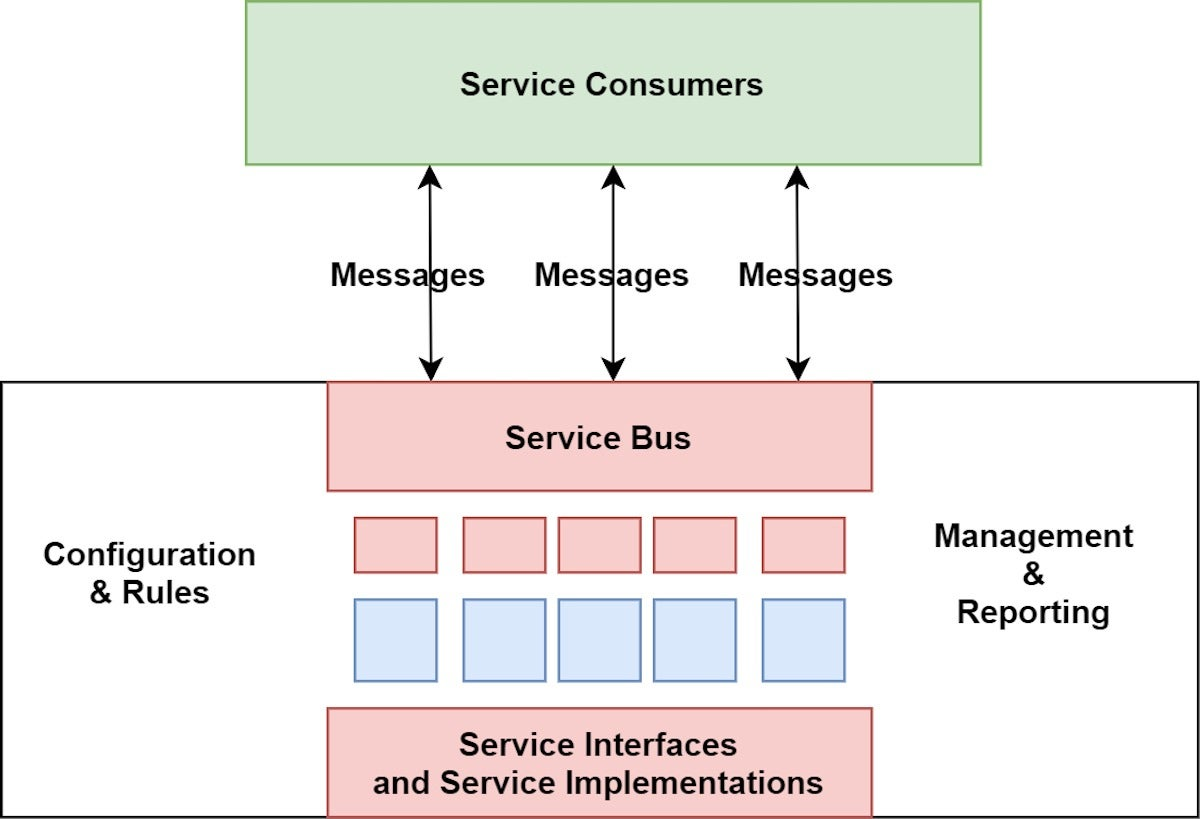 Service Consumers
Messages
Messages
Messages
Service Bus
Configuration
& Rules
Management
&
Reporting
Service Interfaces
and Service Implementations